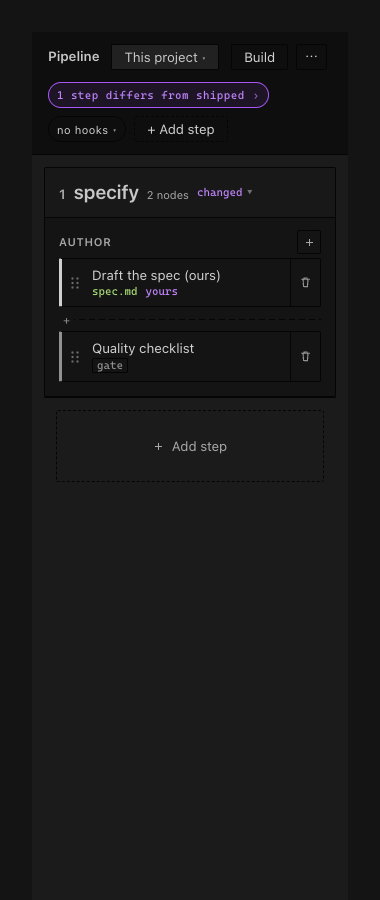 Pipeline This project Build ···
1 step differs from shipped ›
no hooks + Add step
1 specify 2 nodes changed ▾
AUTHOR +
Draft the spec (ours)
spec.md yours
+
Quality checklist
gate
+ Add step